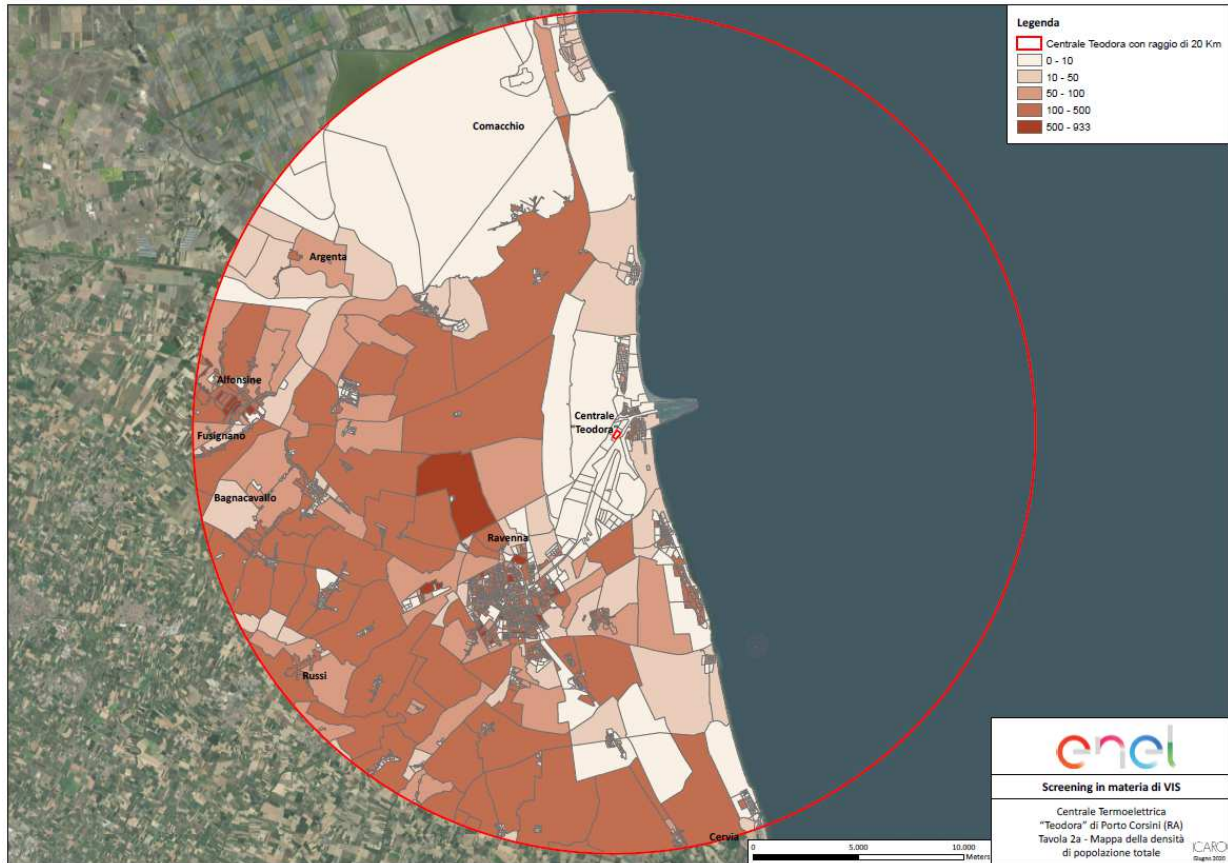 Legenda
Centrale Teodora con raggio di 20 Km
0 - 10
10 - 50
50 - 100
100 - 500
500 - 933
Comacchio
Argenta
Alfonsine
Centrale
"Teodora"
Fusignano
Bagnacavallo
Ravenna
Russi
Cervia
0
5.000
10.000
Meters
enel
Screening in materia di VIS
Centrale Termoelettrica
"Teodora" di Porto Corsini (RA)
Tavola 2a - Mappa della densità
di popolazione totale
ICARO